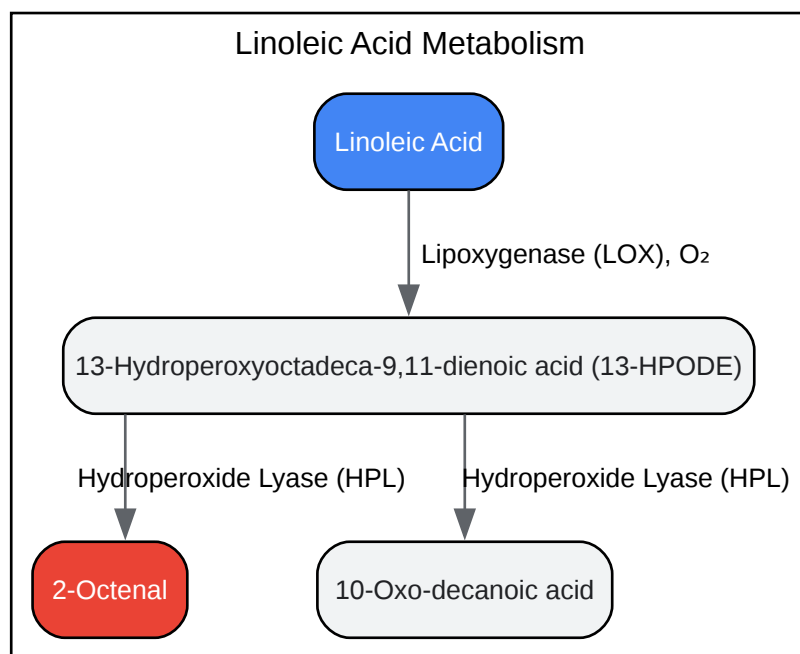 Linoleic Acid Metabolism
Linoleic Acid
Lipoxygenase (LOX), O₂
13-Hydroperoxyoctadeca-9,11-dienoic acid (13-HPODE)
Hydroperoxide Lyase (HPL)
Hydroperoxide Lyase (HPL)
2-Octenal
10-Oxo-decanoic acid